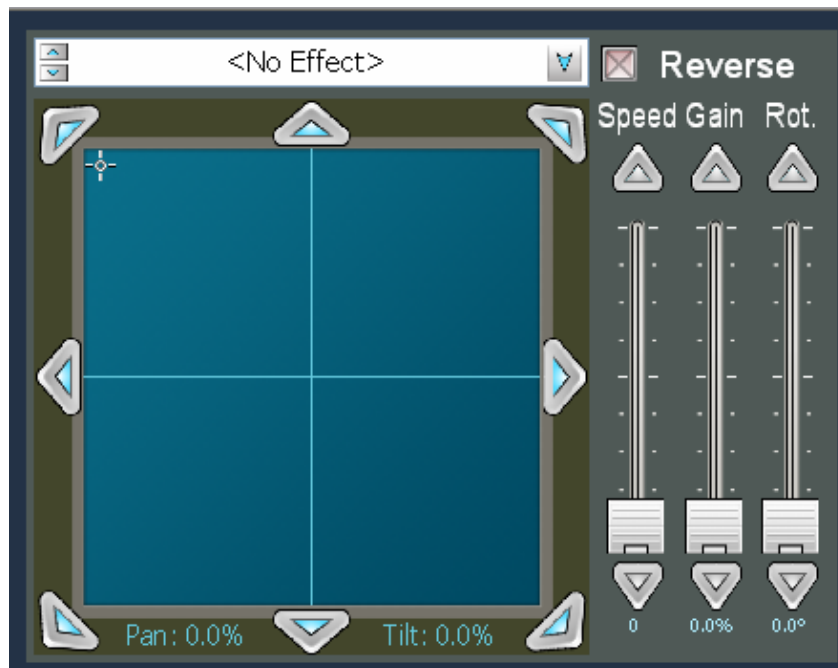 <No Effect>
Reverse
Speed Gain Rot.
Pan: 0.0% Tilt: 0.0%
0 0.0% 0.0°